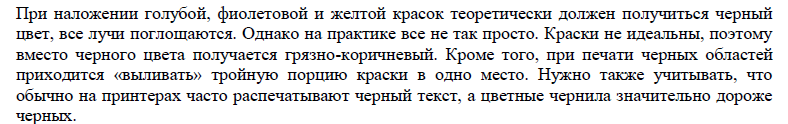 При наложении голубой, фиолетовой и желтой красок теоретически должен получиться черный
цвет, все лучи поглощаются. Однако на практике все не так просто. Краски не идеальны, поэтому
вместо черного цвета получается грязно-коричневый. Кроме того, при печати черных областей
приходится «выливать» тройную порцию краски в одно место. Нужно также учитывать, что
обычно на принтерах часто распечатывают черный текст, а цветные чернила значительно дороже
черных.